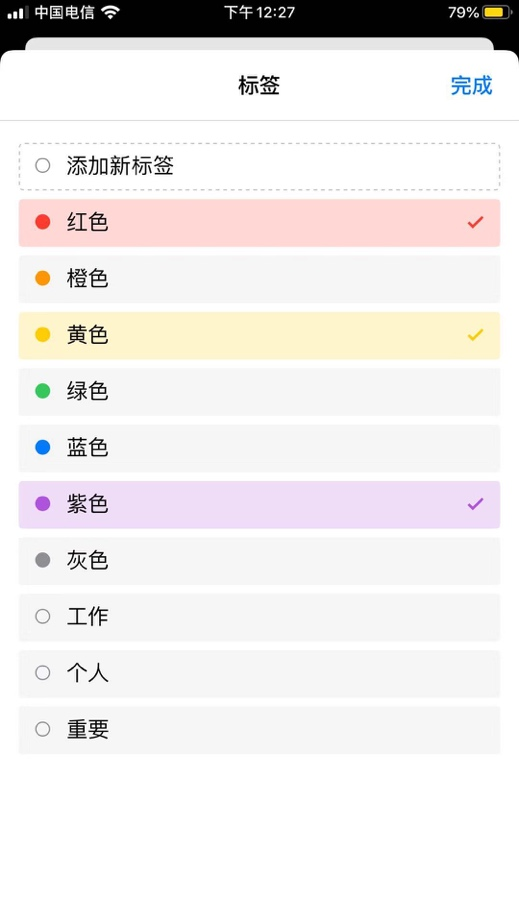 中国电信 下午12:27 79%
标签 完成
添加新标签
红色
橙色
黄色
绿色
蓝色
紫色
灰色
工作
个人
重要